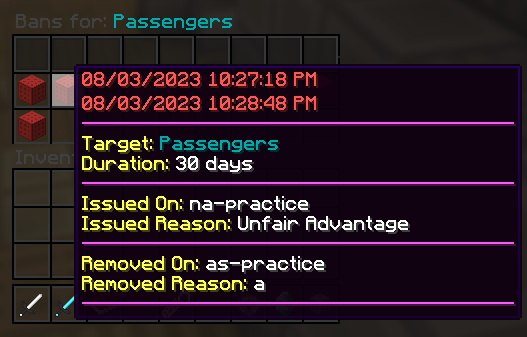 Bans for: Passengers
08/03/2023 10:27:18 PM
08/03/2023 10:28:48 PM
Target: Passengers
Duration: 30 days
Issued On: na-practice
Issued Reason: Unfair Advantage
Removed On: as-practice
Removed Reason: a
Inven